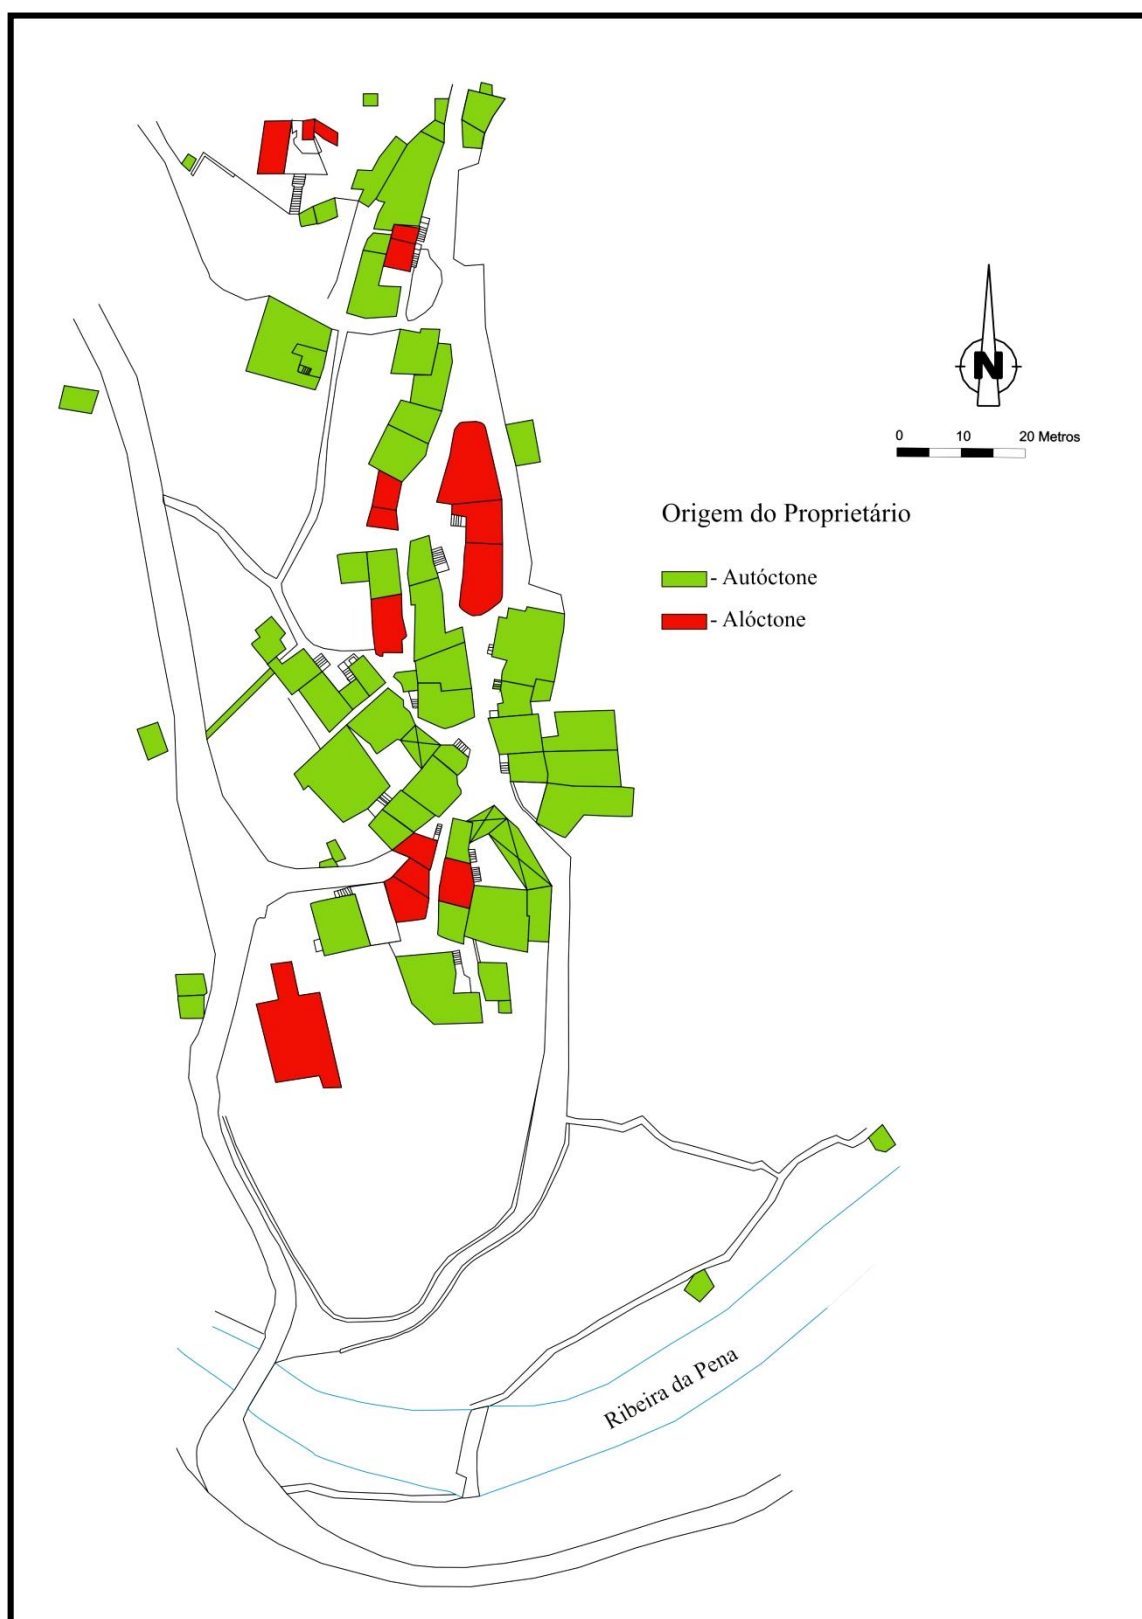 N
0 10 20 Metros
Origem do Proprietário
- Autóctone
- Alóctone
Ribeira da Pena